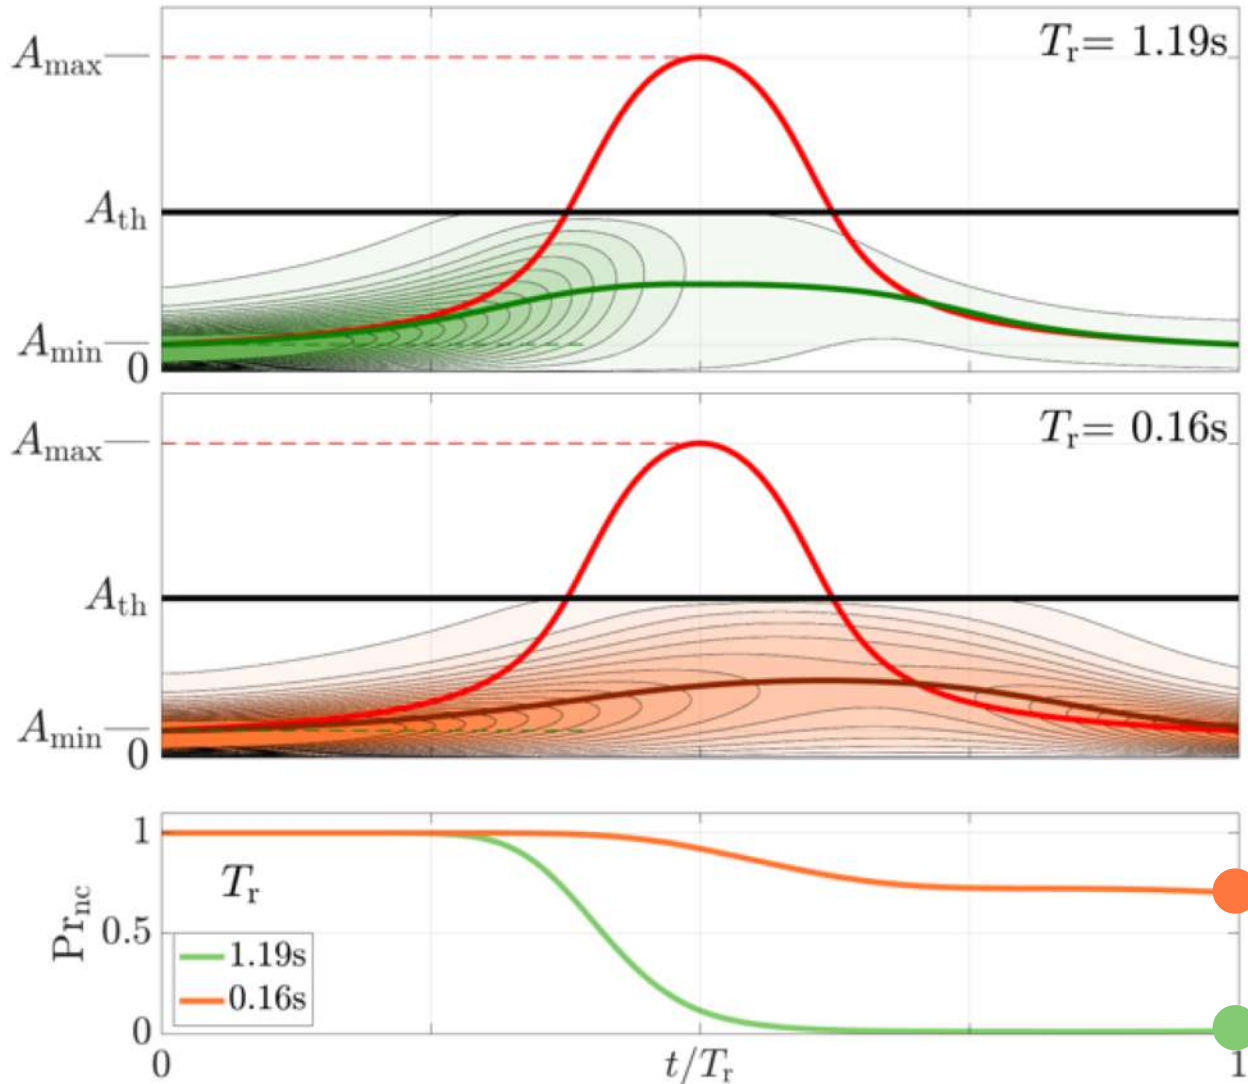 A_max
T_r = 1.19s
A_th
A_min
0
A_max
T_r = 0.16s
A_th
A_min
0
1
T_r
Pr_nc
0.5
1.19s
0.16s
0
0
t/T_r
1